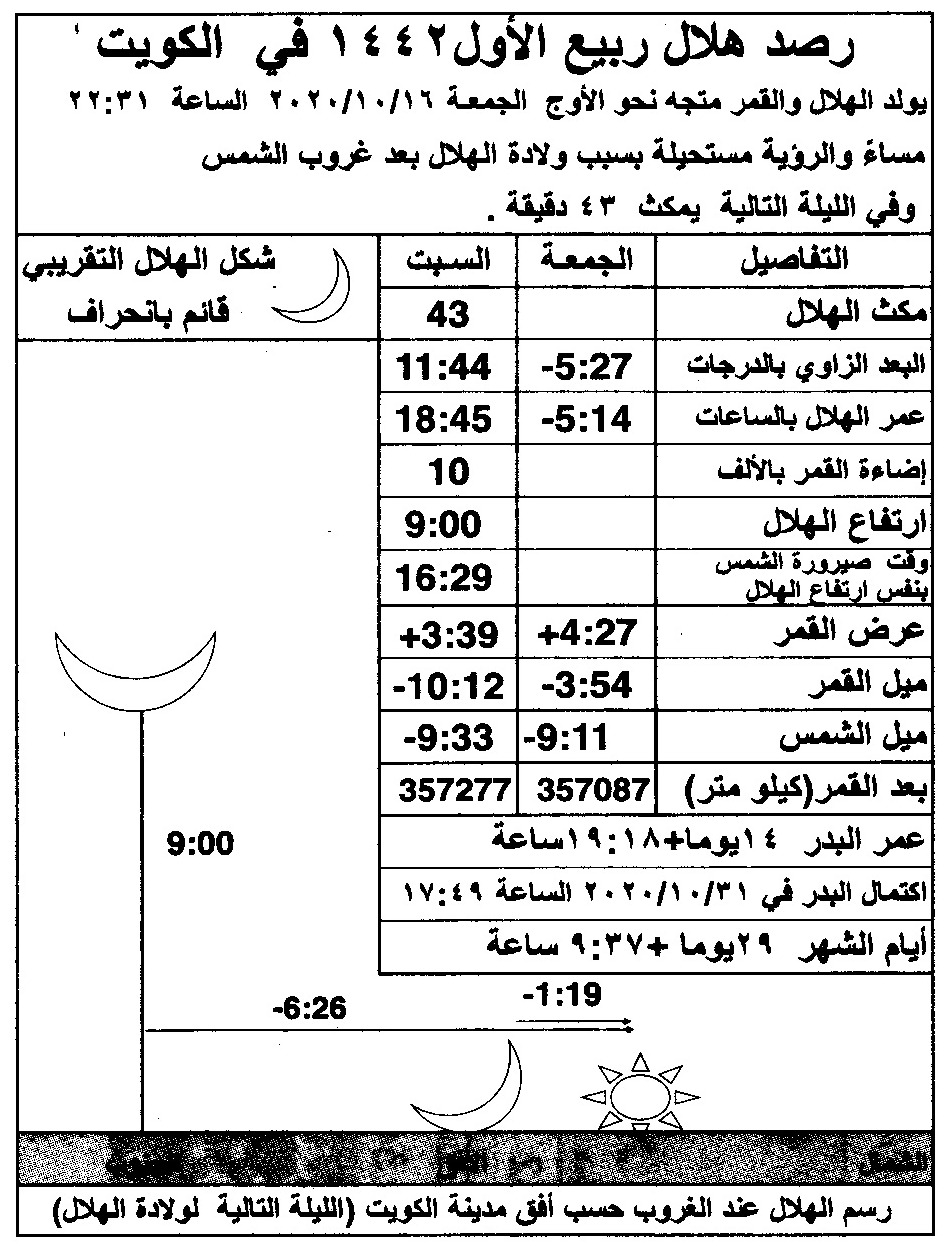 رصد هلال ربيع الأول ١٤٤٢ في الكويت
يولد الهلال والقمر متجه نحو الأوج الجمعة ٢٠٢٠/١٠/١٦ الساعة ٢٢:٣١
مساءً والرؤية مستحيلة بسبب ولادة الهلال بعد غروب الشمس
وفي الليلة التالية يمكث ٤٣ دقيقة .
التفاصيل الجمعة السبت
شكل الهلال التقريبي
قائم بانحراف
مكث الهلال 43
البعد الزاوي بالدرجات -5:27 11:44
عمر الهلال بالساعات -5:14 18:45
إضاءة القمر بالألف 10
ارتفاع الهلال 9:00
وقت صيرورة الشمس
بنفس ارتفاع الهلال 16:29
عرض القمر +4:27 +3:39
ميل القمر -3:54 -10:12
ميل الشمس -9:11 -9:33
بعد القمر(كيلو متر) 357087 357277
عمر البدر ١٤يوما+١٩:١٨ساعة
اكتمال البدر في ٢٠٢٠/١٠/٣١ الساعة ١٧:٤٩
أيام الشهر ٢٩يوما +٩:٣٧ ساعة
9:00
-1:19
-6:26
الشمال
رسم الهلال عند الغروب حسب أفق مدينة الكويت (الليلة التالية لولادة الهلال)